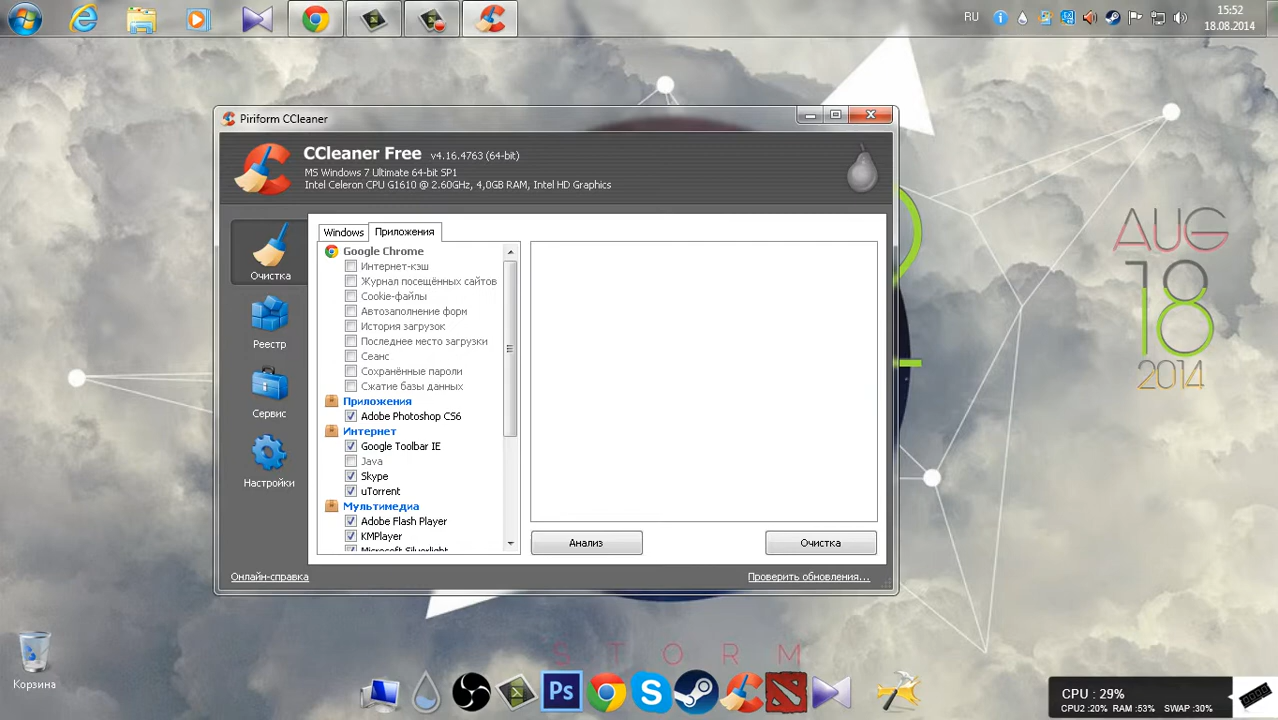 RU
15:52
18.08.2014
Piriform CCleaner
CCleaner Free v4.16.4763 (64-bit)
MS Windows 7 Ultimate 64-bit SP1
Intel Celeron CPU G1610 @ 2.60GHz, 4,0GB RAM, Intel HD Graphics
Очистка
Реестр
Сервис
Настройки
Windows
Приложения
Google Chrome
Интернет-кэш
Журнал посещённых сайтов
Cookie-файлы
Автозаполнение форм
История загрузок
Последнее место загрузки
Сеанс
Сохранённые пароли
Сжатие базы данных
Приложения
Adobe Photoshop CS6
Интернет
Google Toolbar IE
Java
Skype
uTorrent
Мультимедиа
Adobe Flash Player
KMPlayer
Microsoft Silverlight
Анализ
Очистка
Онлайн-справка
Проверить обновления...
AUG
18
2014
STORM
Корзина
Ps
CPU : 29%
CPU2 :20% RAM :53% SWAP :30%